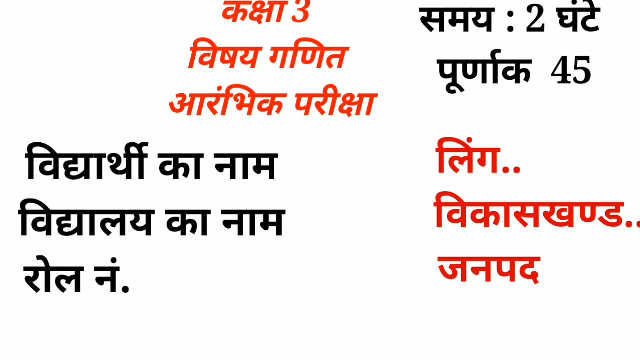 कक्षा 3
समय : 2 घंटे
विषय गणित
पूर्णाक 45
आरंभिक परीक्षा
विद्यार्थी का नाम
लिंग..
विद्यालय का नाम
विकासखण्ड..
रोल नं.
जनपद